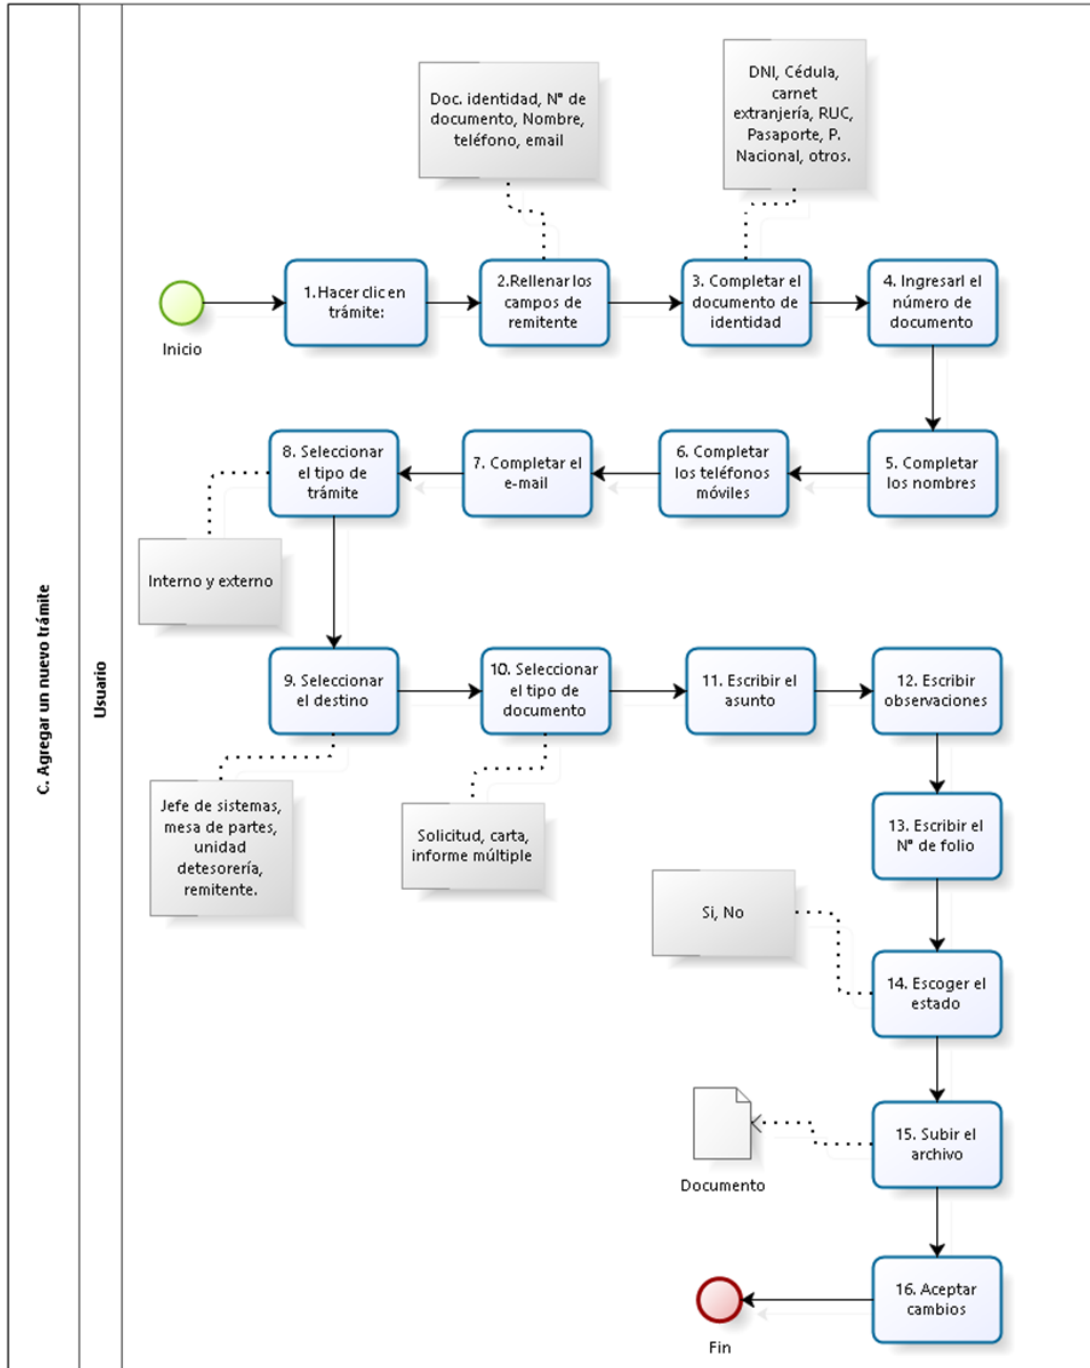 C. Agregar un nuevo trámite
Usuario
Doc. identidad, N° de
documento, Nombre,
teléfono, email
DNI, Cédula,
carnet
extranjería, RUC,
Pasaporte, P.
Nacional, otros.
Inicio
1.Hacer clic en
trámite:
2.Rellenar los
campos de
remitente
3. Completar el
documento de
identidad
4. Ingresarl el
número de
documento
8. Seleccionar
el tipo de
trámite
7. Completar el
e-mail
6. Completar
los teléfonos
móviles
5. Completar
los nombres
Interno y externo
9. Seleccionar
el destino
10. Seleccionar
el tipo de
documento
11. Escribir el
asunto
12. Escribir
observaciones
Jefe de sistemas,
mesa de partes,
unidad
detesorería,
remitente.
Solicitud, carta,
informe múltiple
13. Escribir el
N° de folio
Si, No
14. Escoger el
estado
15. Subir el
archivo
Documento
16. Aceptar
cambios
Fin